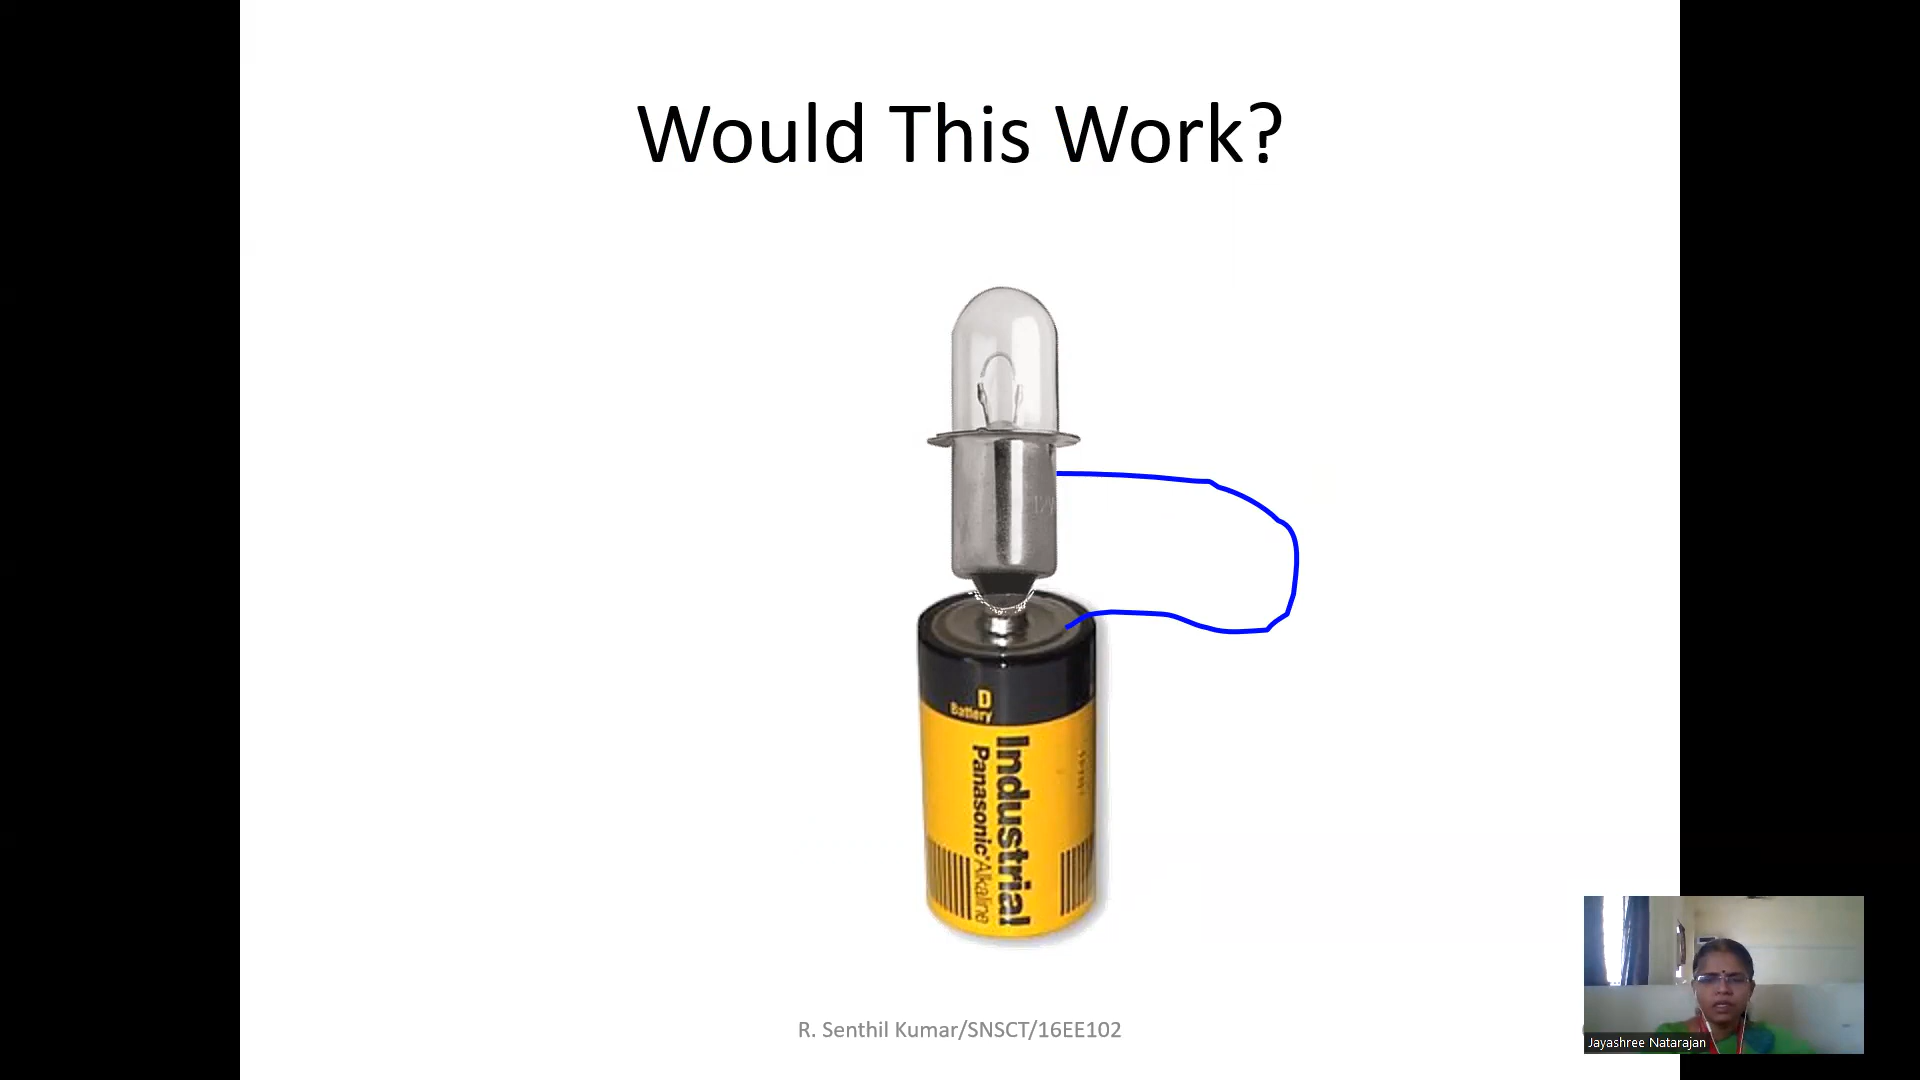 Would This Work?
D
Battery
Industrial
Panasonic Alkaline
R. Senthil Kumar/SNSCT/16EE102
Jayashree Natarajan